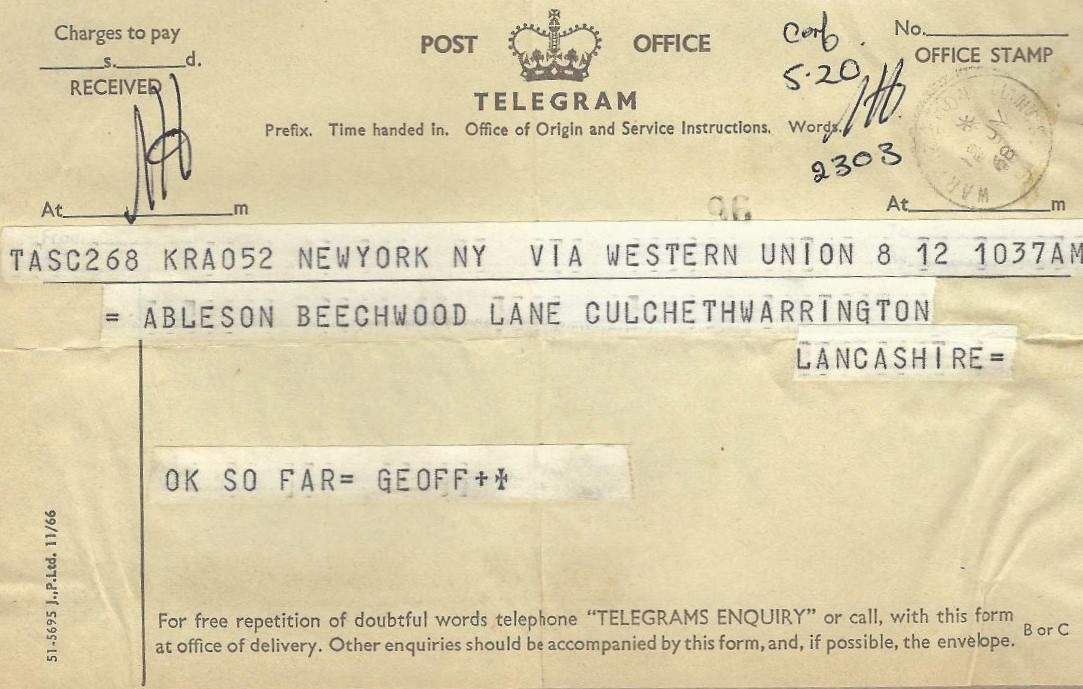 Charges to pay
s. d.
RECEIVED
POST OFFICE
TELEGRAM
Prefix. Time handed in. Office of Origin and Service Instructions. Words.
5.20
2303
No.
OFFICE STAMP
At m
At m
96
TASC268 KRA052 NEWYORK NY VIA WESTERN UNION 8 12 1037AM
= ABLESON BEECHWOOD LANE CULCHETHWARRINGTON
LANCASHIRE=
OK SO FAR= GEOFF+✠
51-5695 J.,P.Ltd. 11/66
For free repetition of doubtful words telephone "TELEGRAMS ENQUIRY" or call, with this form
at office of delivery. Other enquiries should be accompanied by this form, and, if possible, the envelope.
B or C